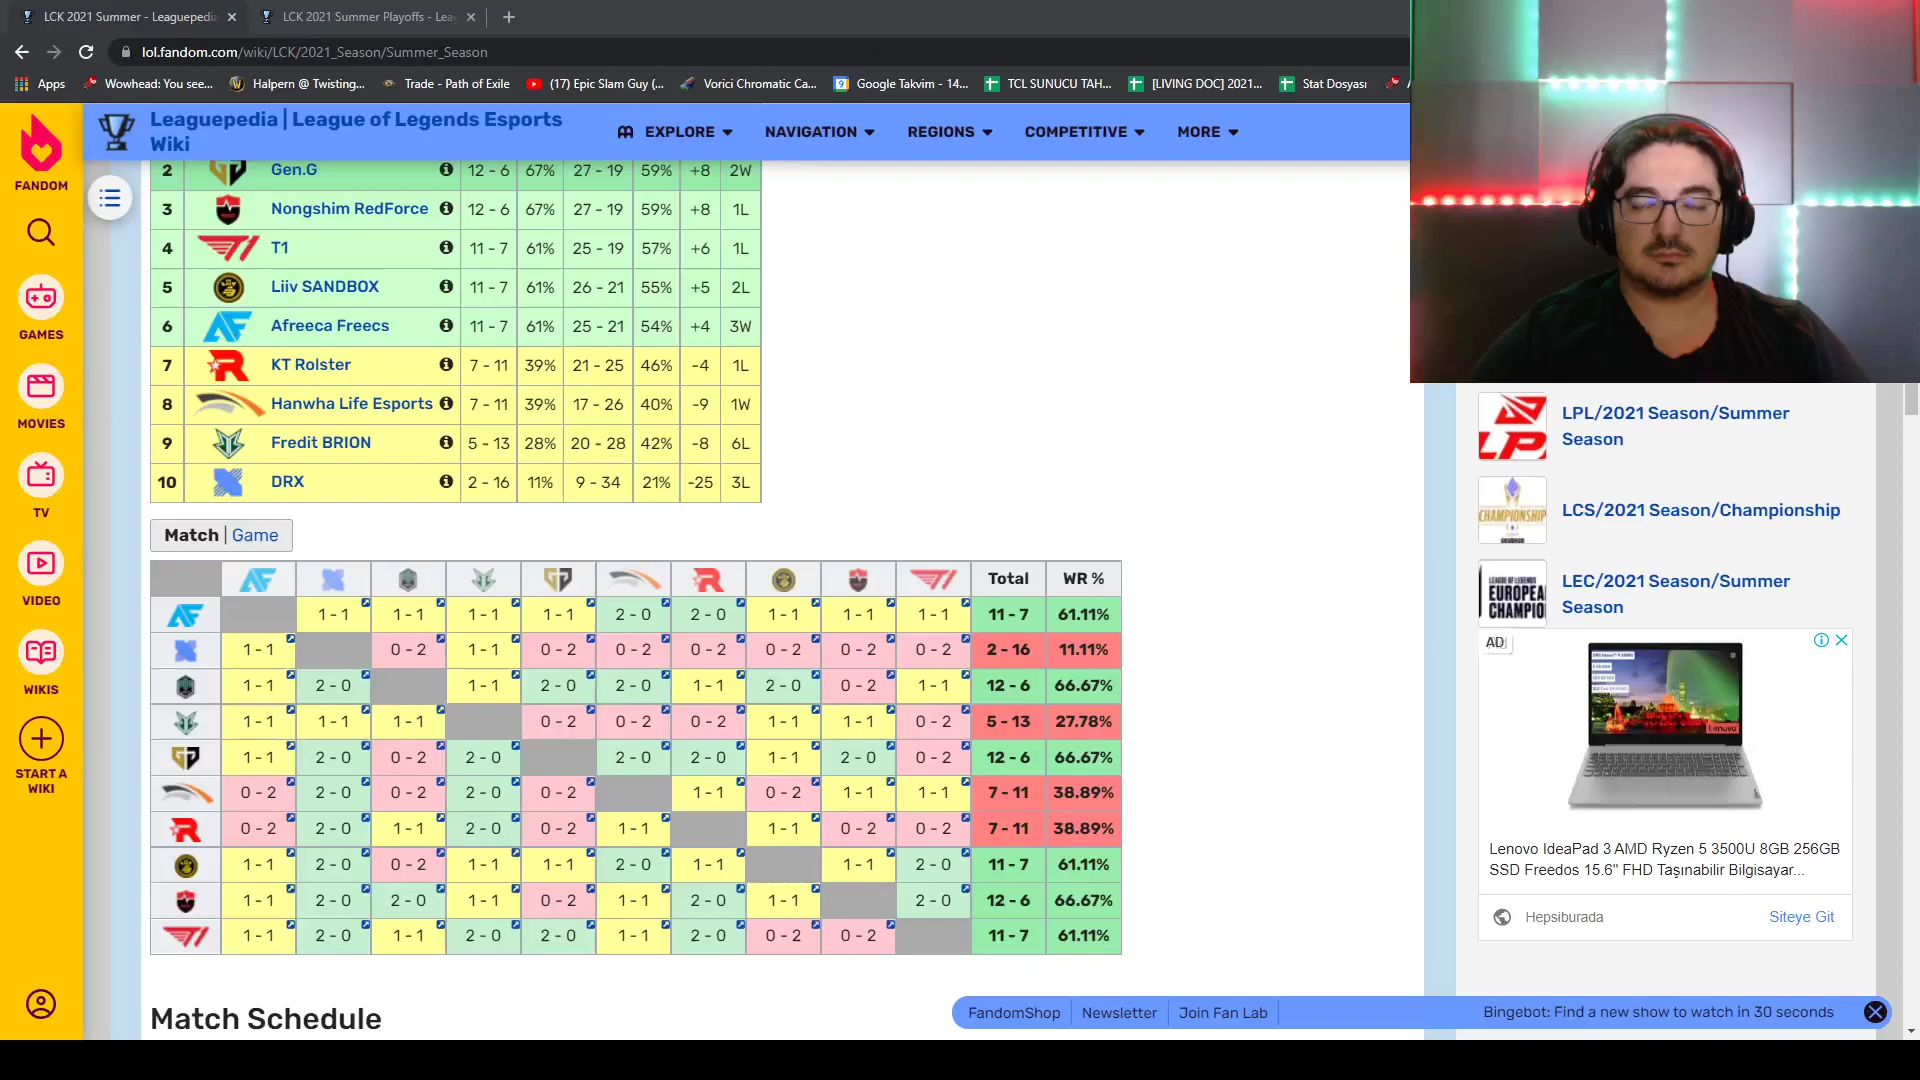 LCK 2021 Summer - Leaguepedia
LCK 2021 Summer Playoffs - Lea
lol.fandom.com/wiki/LCK/2021_Season/Summer_Season
Apps
Wowhead: You see...
Halpern @ Twisting...
Trade - Path of Exile
(17) Epic Slam Guy (...
Vorici Chromatic Ca...
Google Takvim - 14...
TCL SUNUCU TAH...
[LIVING DOC] 2021...
Stat Dosyası
FANDOM
GAMES
MOVIES
TV
VIDEO
WIKIS
START A
WIKI
Leaguepedia | League of Legends Esports
Wiki
EXPLORE
NAVIGATION
REGIONS
COMPETITIVE
MORE
2 Gen.G 12 - 6 67% 27 - 19 59% +8 2W
3 Nongshim RedForce 12 - 6 67% 27 - 19 59% +8 1L
4 T1 11 - 7 61% 25 - 19 57% +6 1L
5 Liiv SANDBOX 11 - 7 61% 26 - 21 55% +5 2L
6 Afreeca Freecs 11 - 7 61% 25 - 21 54% +4 3W
7 KT Rolster 7 - 11 39% 21 - 25 46% -4 1L
8 Hanwha Life Esports 7 - 11 39% 17 - 26 40% -9 1W
9 Fredit BRION 5 - 13 28% 20 - 28 42% -8 6L
10 DRX 2 - 16 11% 9 - 34 21% -25 3L
Match | Game
Total WR %
1 - 1 1 - 1 1 - 1 1 - 1 2 - 0 2 - 0 1 - 1 1 - 1 1 - 1 11 - 7 61.11%
1 - 1 0 - 2 1 - 1 0 - 2 0 - 2 0 - 2 0 - 2 0 - 2 0 - 2 2 - 16 11.11%
1 - 1 2 - 0 1 - 1 2 - 0 2 - 0 1 - 1 2 - 0 0 - 2 1 - 1 12 - 6 66.67%
1 - 1 1 - 1 1 - 1 0 - 2 0 - 2 0 - 2 1 - 1 1 - 1 0 - 2 5 - 13 27.78%
1 - 1 2 - 0 0 - 2 2 - 0 2 - 0 2 - 0 1 - 1 2 - 0 0 - 2 12 - 6 66.67%
0 - 2 2 - 0 0 - 2 2 - 0 0 - 2 1 - 1 0 - 2 1 - 1 1 - 1 7 - 11 38.89%
0 - 2 2 - 0 1 - 1 2 - 0 0 - 2 1 - 1 1 - 1 0 - 2 0 - 2 7 - 11 38.89%
1 - 1 2 - 0 0 - 2 1 - 1 1 - 1 2 - 0 1 - 1 1 - 1 2 - 0 11 - 7 61.11%
1 - 1 2 - 0 2 - 0 1 - 1 0 - 2 1 - 1 2 - 0 1 - 1 2 - 0 12 - 6 66.67%
1 - 1 2 - 0 1 - 1 2 - 0 2 - 0 1 - 1 2 - 0 0 - 2 0 - 2 11 - 7 61.11%
Match Schedule
LPL/2021 Season/Summer
Season
LCS/2021 Season/Championship
LEC/2021 Season/Summer
Season
AD
Lenovo IdeaPad 3 AMD Ryzen 5 3500U 8GB 256GB
SSD Freedos 15.6" FHD Taşınabilir Bilgisayar...
Hepsiburada
Siteye Git
FandomShop
Newsletter
Join Fan Lab
Bingebot: Find a new show to watch in 30 seconds